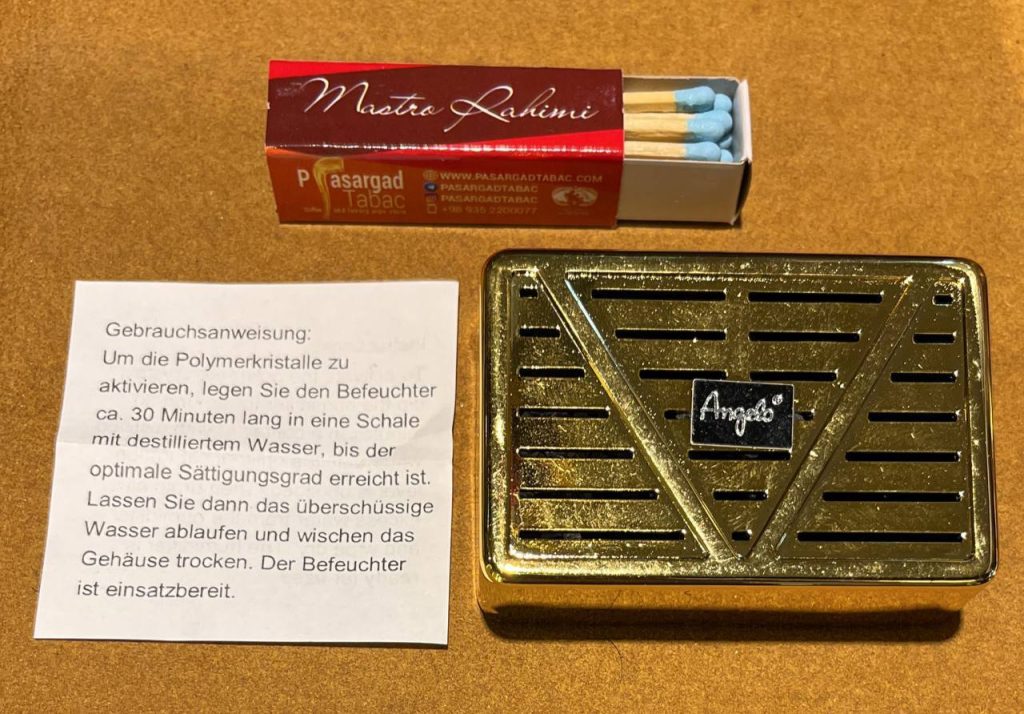 Mastro Rahimi
Pasargad
Tabac
WWW.PASARGADTABAC.COM
PASARGADTABAC
PASARGADTABAC
+98 935 2200077
Angelo
Gebrauchsanweisung:
Um die Polymerkristalle zu
aktivieren, legen Sie den Befeuchter
ca. 30 Minuten lang in eine Schale
mit destilliertem Wasser, bis der
optimale Sättigungsgrad erreicht ist.
Lassen Sie dann das überschüssige
Wasser ablaufen und wischen das
Gehäuse trocken. Der Befeuchter
ist einsatzbereit.